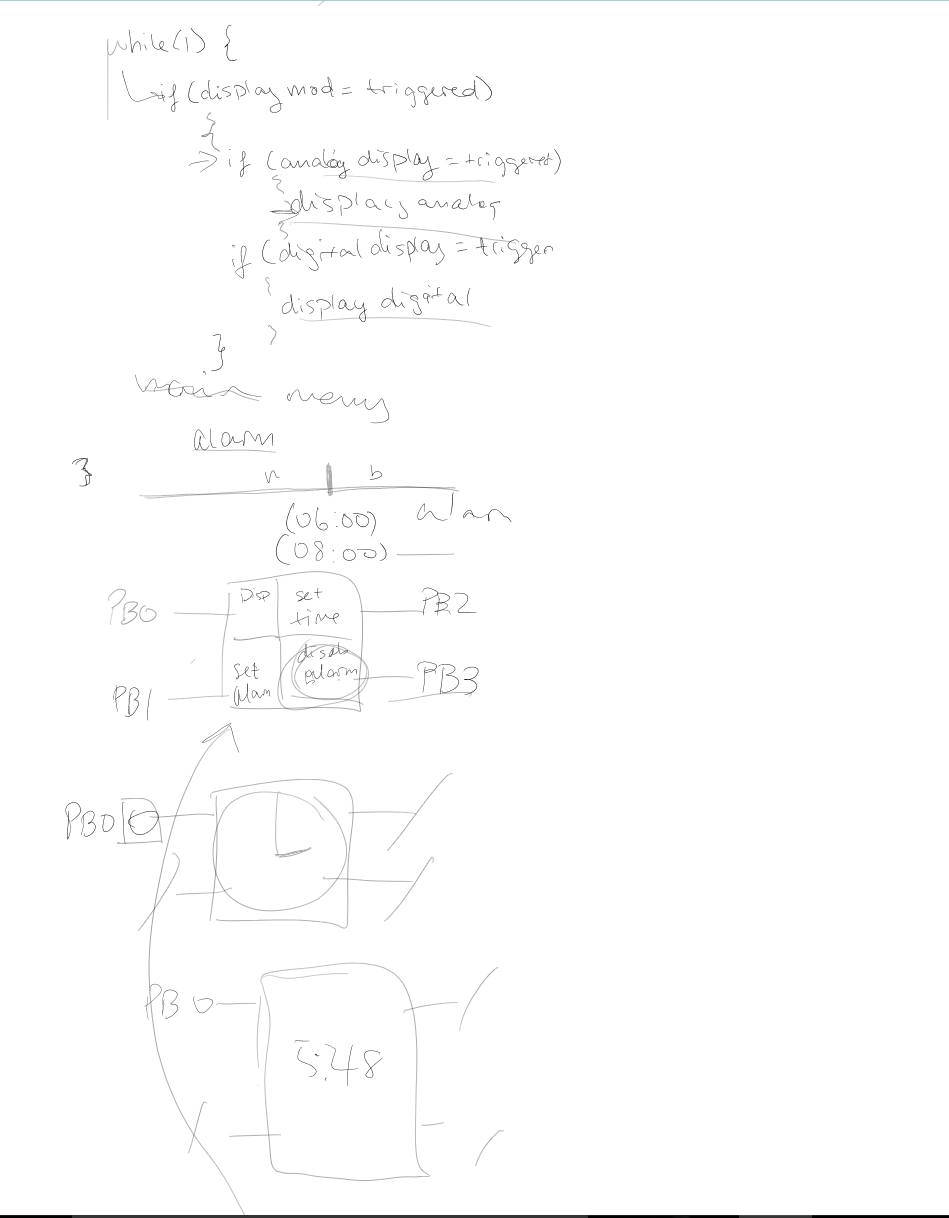 while(1) {
if (display mod = triggered)
{
if (analog display = triggered)
{
display analog
}
if (digital display = trigger
{
display digital
}
}
menu
alarm
}
n b
(06:00) alarm
(08:00)
PB0 Disp set time PB2
PB1 set alarm alarm PB3
PB0
PB0
5:48